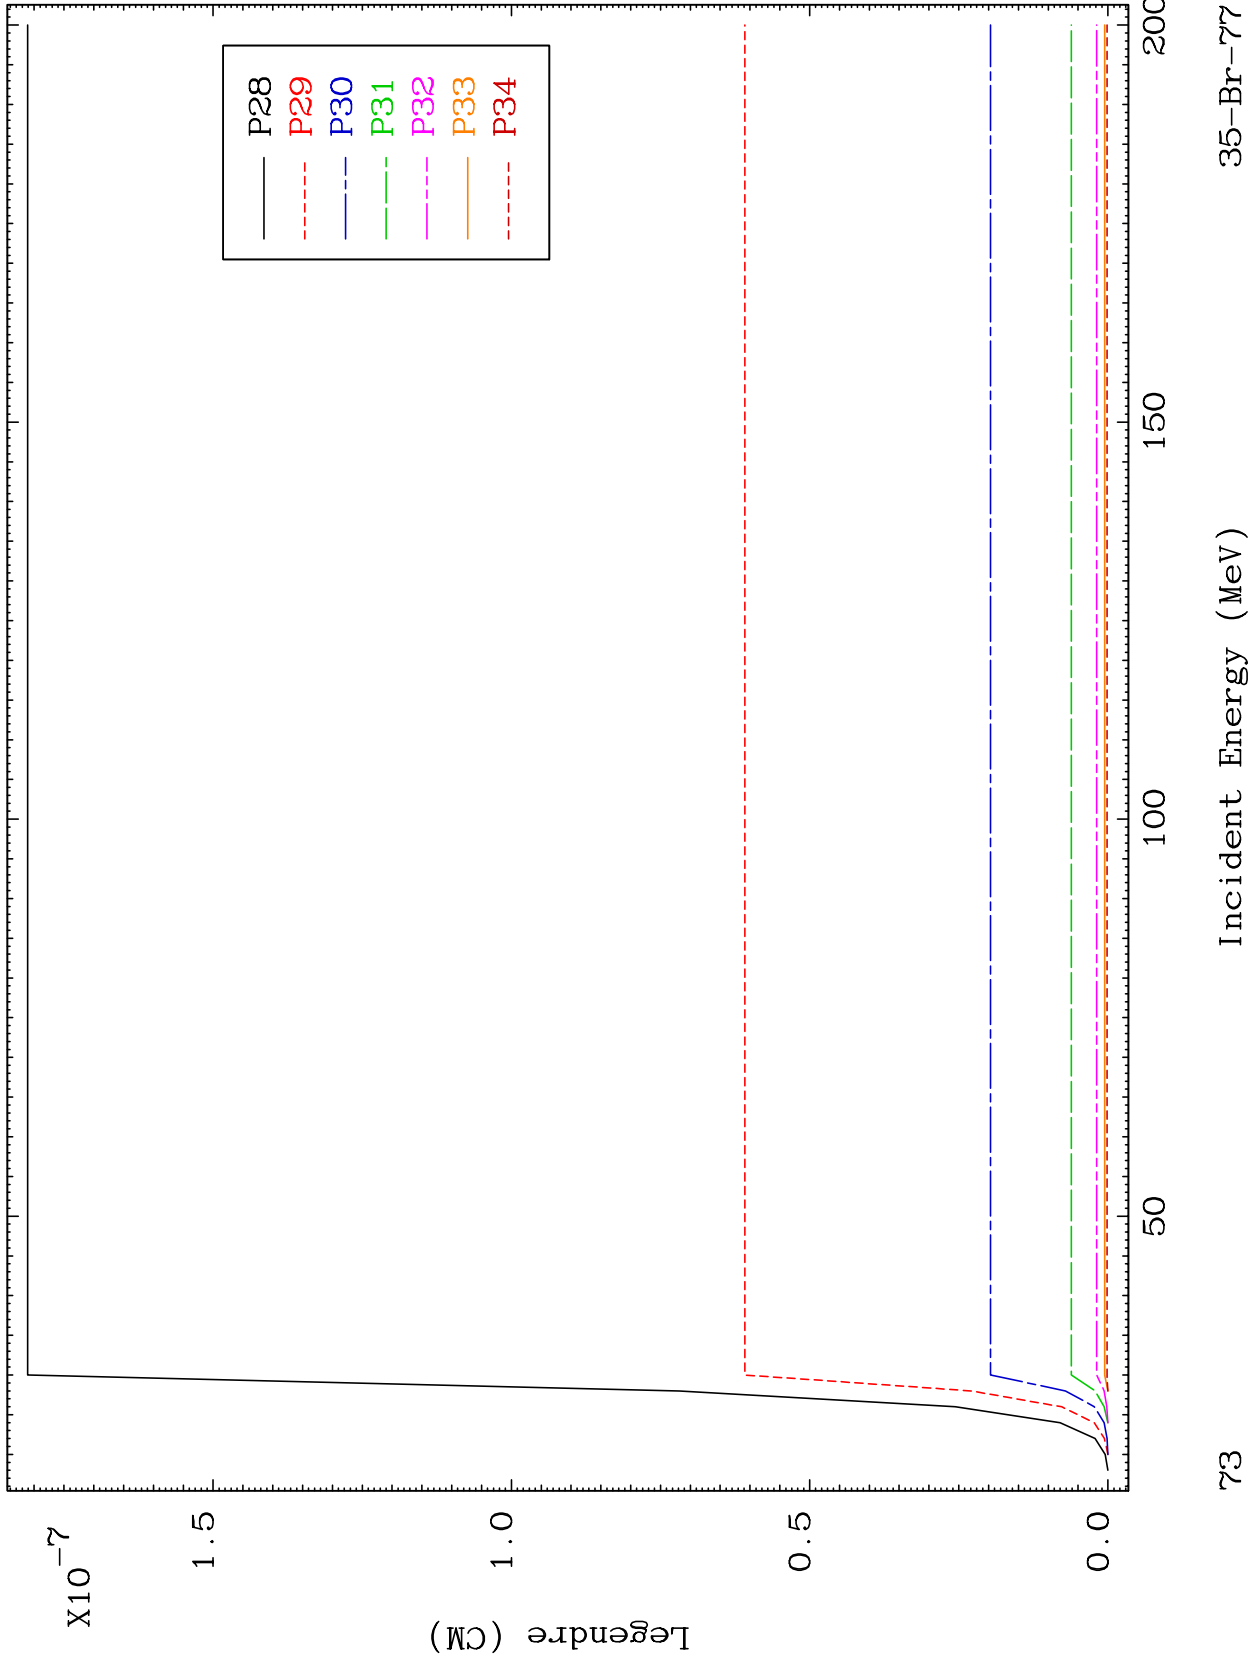 X10-7
1.5
1.0
0.5
0.0
Legendre (CM)
P28
P29
P30
P31
P32
P33
P34
50
100
150
200
Incident Energy (MeV)
73
35-Br-77